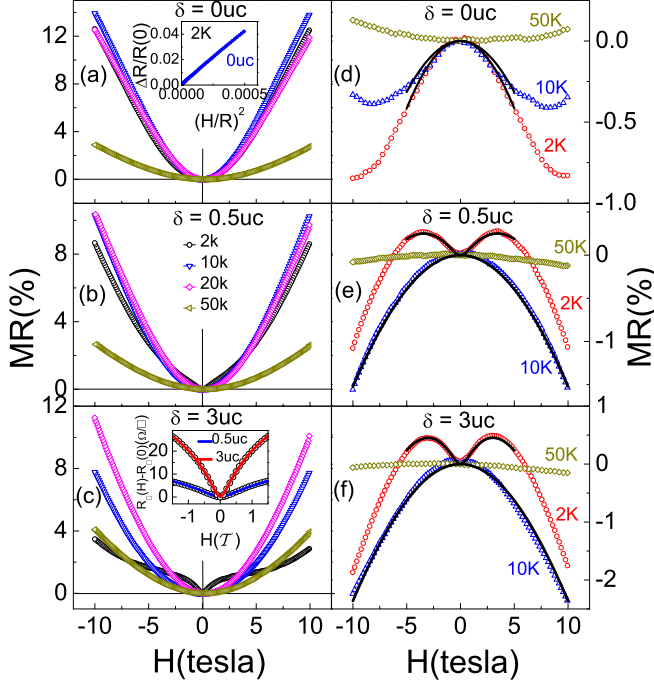 δ = 0uc
δ = 0uc
12
8
4
0
(a)
ΔR/R(0)
0.04
0.02
0.00
2K
0uc
0.0000
0.0005
(H/R)²
(d)
50K
10K
2K
0.0
-0.5
-1.0
δ = 0.5uc
δ = 0.5uc
8
4
0
(b)
2k
10k
20k
50k
MR(%)
(e)
50K
2K
10K
0
-1
MR(%)
δ = 3uc
δ = 3uc
12
8
4
0
(c)
R□(H)-R□(0)(Ω/□)
20
10
0
0.5uc
3uc
-1
0
1
H(T)
(f)
50K
2K
10K
1
0
-1
-2
-10
-5
0
5
10
-10
-5
0
5
10
H(tesla)
H(tesla)